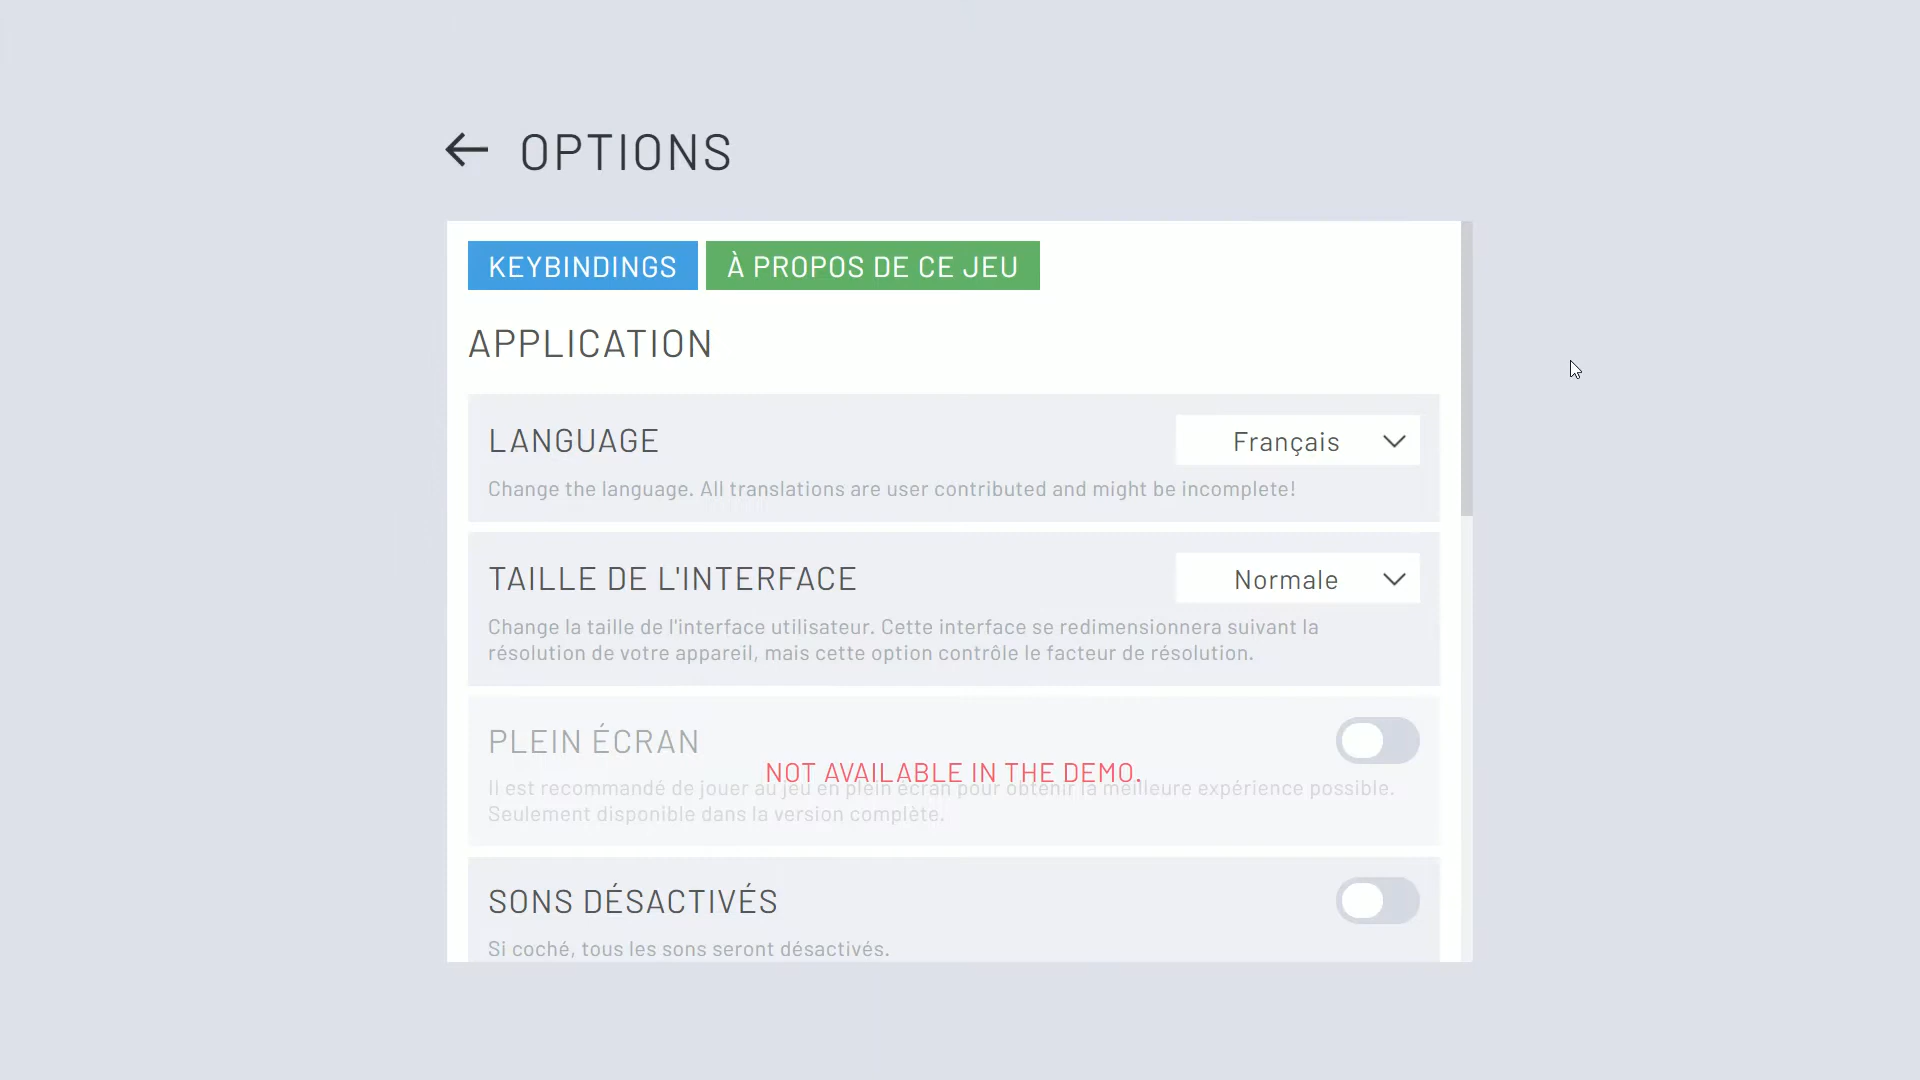 OPTIONS
KEYBINDINGS
À PROPOS DE CE JEU
APPLICATION
LANGUAGE
Français
Change the language. All translations are user contributed and might be incomplete!
TAILLE DE L'INTERFACE
Normale
Change la taille de l'interface utilisateur. Cette interface se redimensionnera suivant la
résolution de votre appareil, mais cette option contrôle le facteur de résolution.
PLEIN ÉCRAN
NOT AVAILABLE IN THE DEMO.
Il est recommandé de jouer au jeu en plein écran pour obtenir la meilleure expérience possible.
Seulement disponible dans la version complète.
SONS DÉSACTIVÉS
Si coché, tous les sons seront désactivés.